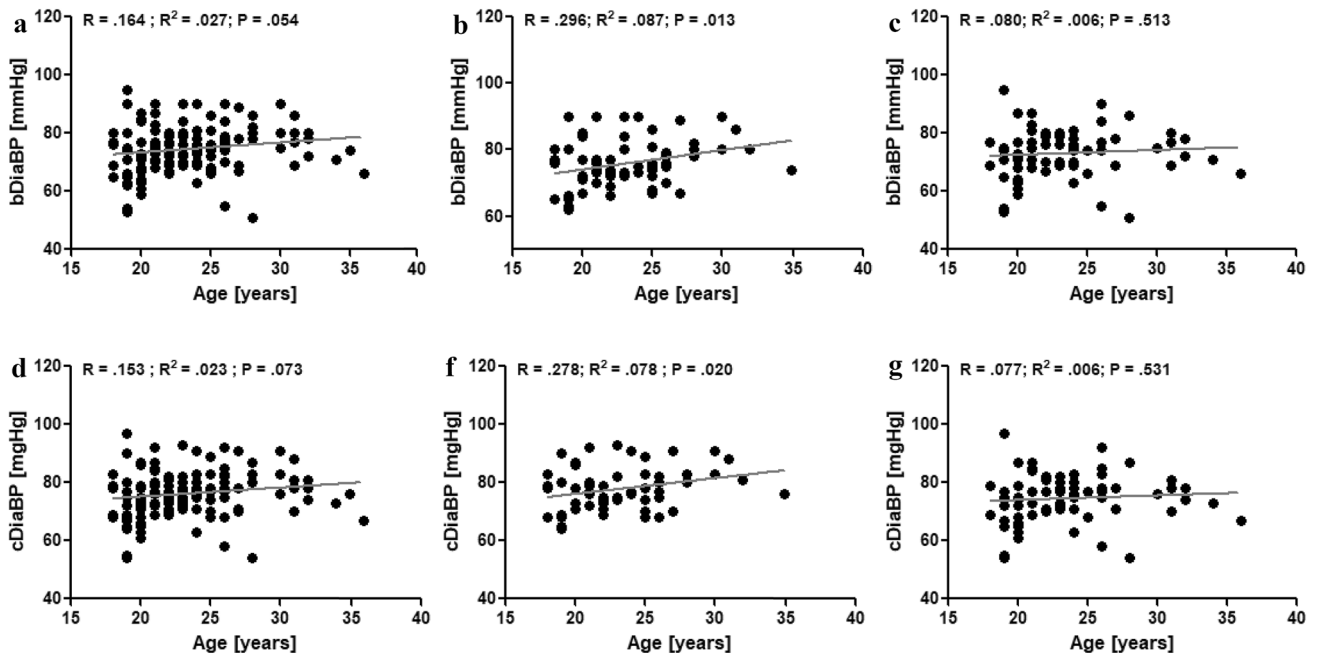 a R = .164 ; R² = .027; P = .054
120
100
80
60
40
bDiaBP [mmHg]
15 20 25 30 35 40
Age [years]
b R = .296; R² = .087; P = .013
120
100
80
60
bDiaBP [mmHg]
15 20 25 30 35 40
Age [years]
c R = .080; R² = .006; P = .513
120
100
80
60
40
bDiaBP [mmHg]
15 20 25 30 35 40
Age [years]
d R = .153 ; R² = .023 ; P = .073
120
100
80
60
40
cDiaBP [mgHg]
15 20 25 30 35 40
Age [years]
f R = .278; R² = .078 ; P = .020
120
100
80
60
40
cDiaBP [mgHg]
15 20 25 30 35 40
Age [years]
g R = .077; R² = .006; P = .531
120
100
80
60
40
cDiaBP [mgHg]
15 20 25 30 35 40
Age [years]